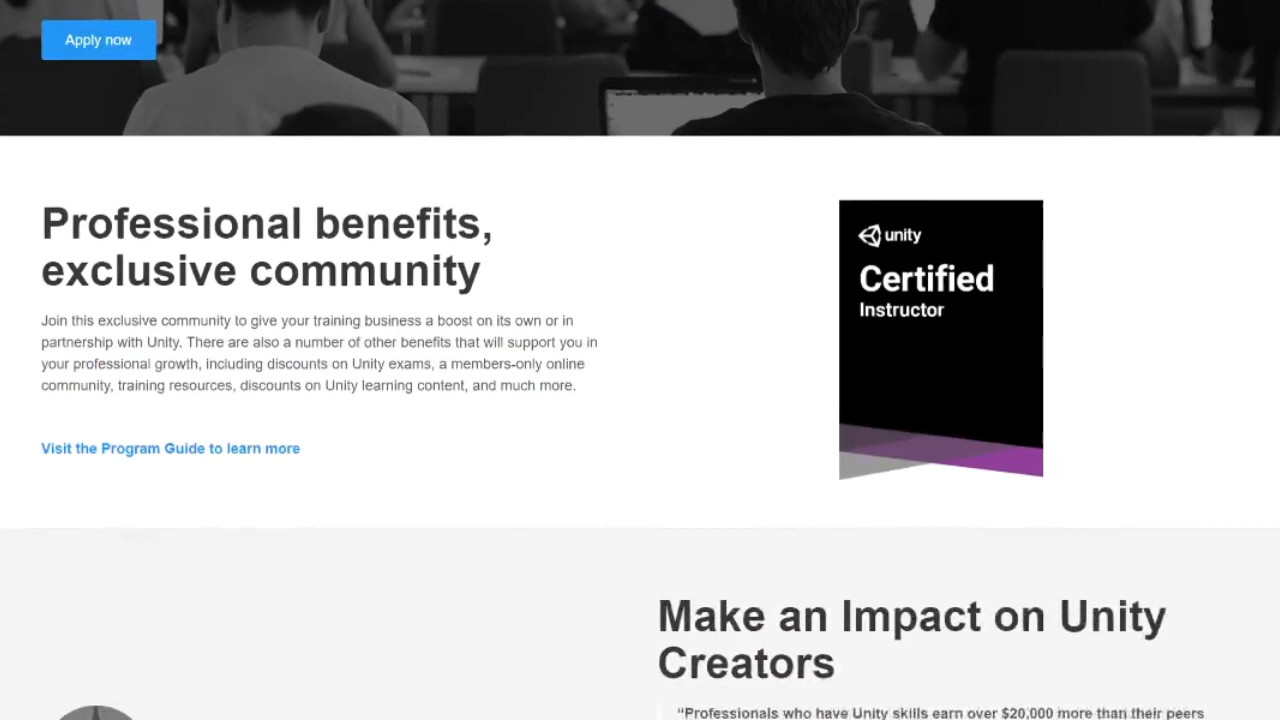 Apply now
Professional benefits,
exclusive community
Join this exclusive community to give your training business a boost on its own or in
partnership with Unity. There are also a number of other benefits that will support you in
your professional growth, including discounts on Unity exams, a members-only online
community, training resources, discounts on Unity learning content, and much more.
Visit the Program Guide to learn more
unity
Certified
Instructor
Make an Impact on Unity
Creators
“Professionals who have Unity skills earn over $20,000 more than their peers